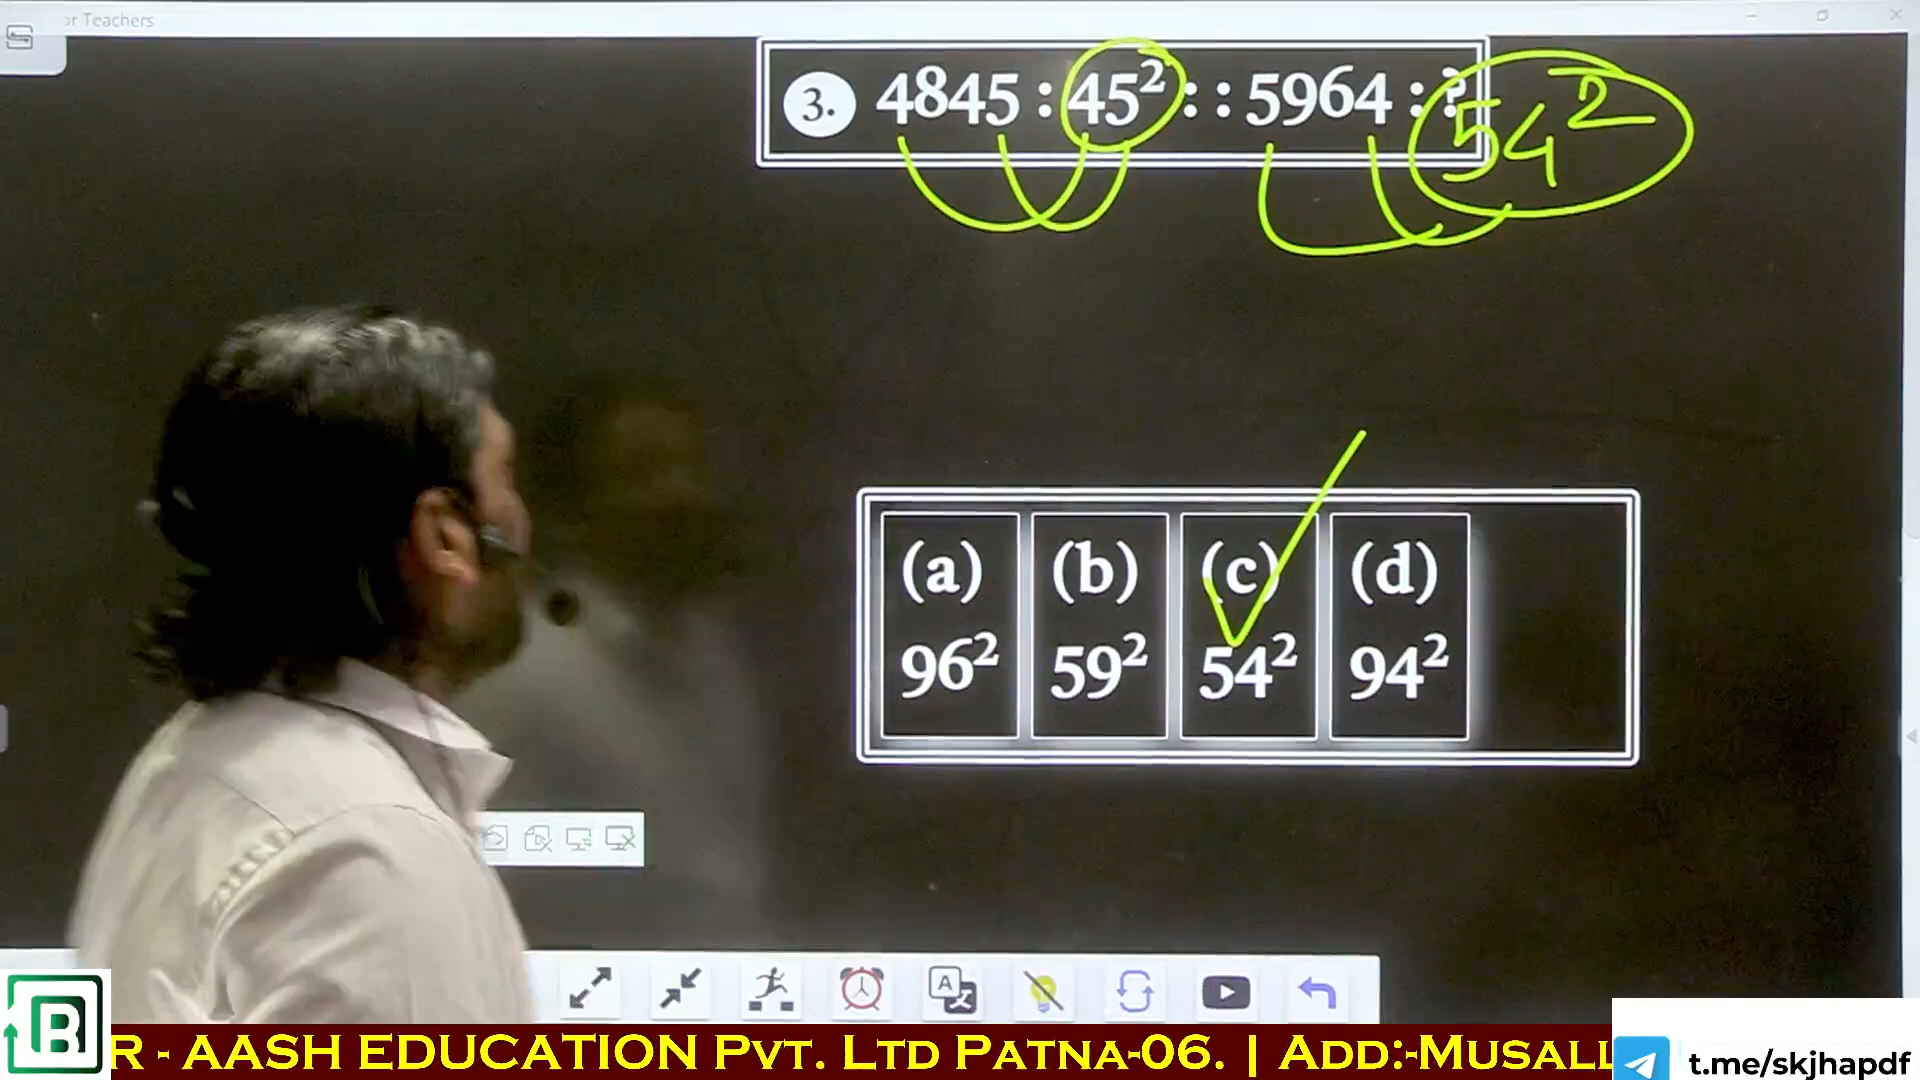 or Teachers
3. 4845 : 45² : : 5964 : ?
54²
(a) (b) (c) (d)
96² 59² 54² 94²
R - AASH EDUCATION PVT. LTD PATNA-06. | ADD:-MUSALL
t.me/skjhapdf